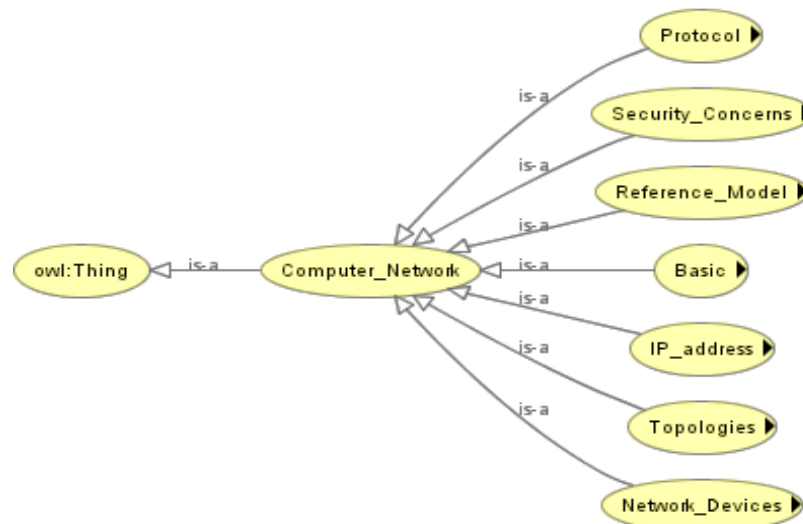 Protocol
is-a
Security_Concerns
is-a
Reference_Model
is-a
owl:Thing
is-a
Computer_Network
is-a
Basic
is-a
IP_address
is-a
Topologies
is-a
Network_Devices